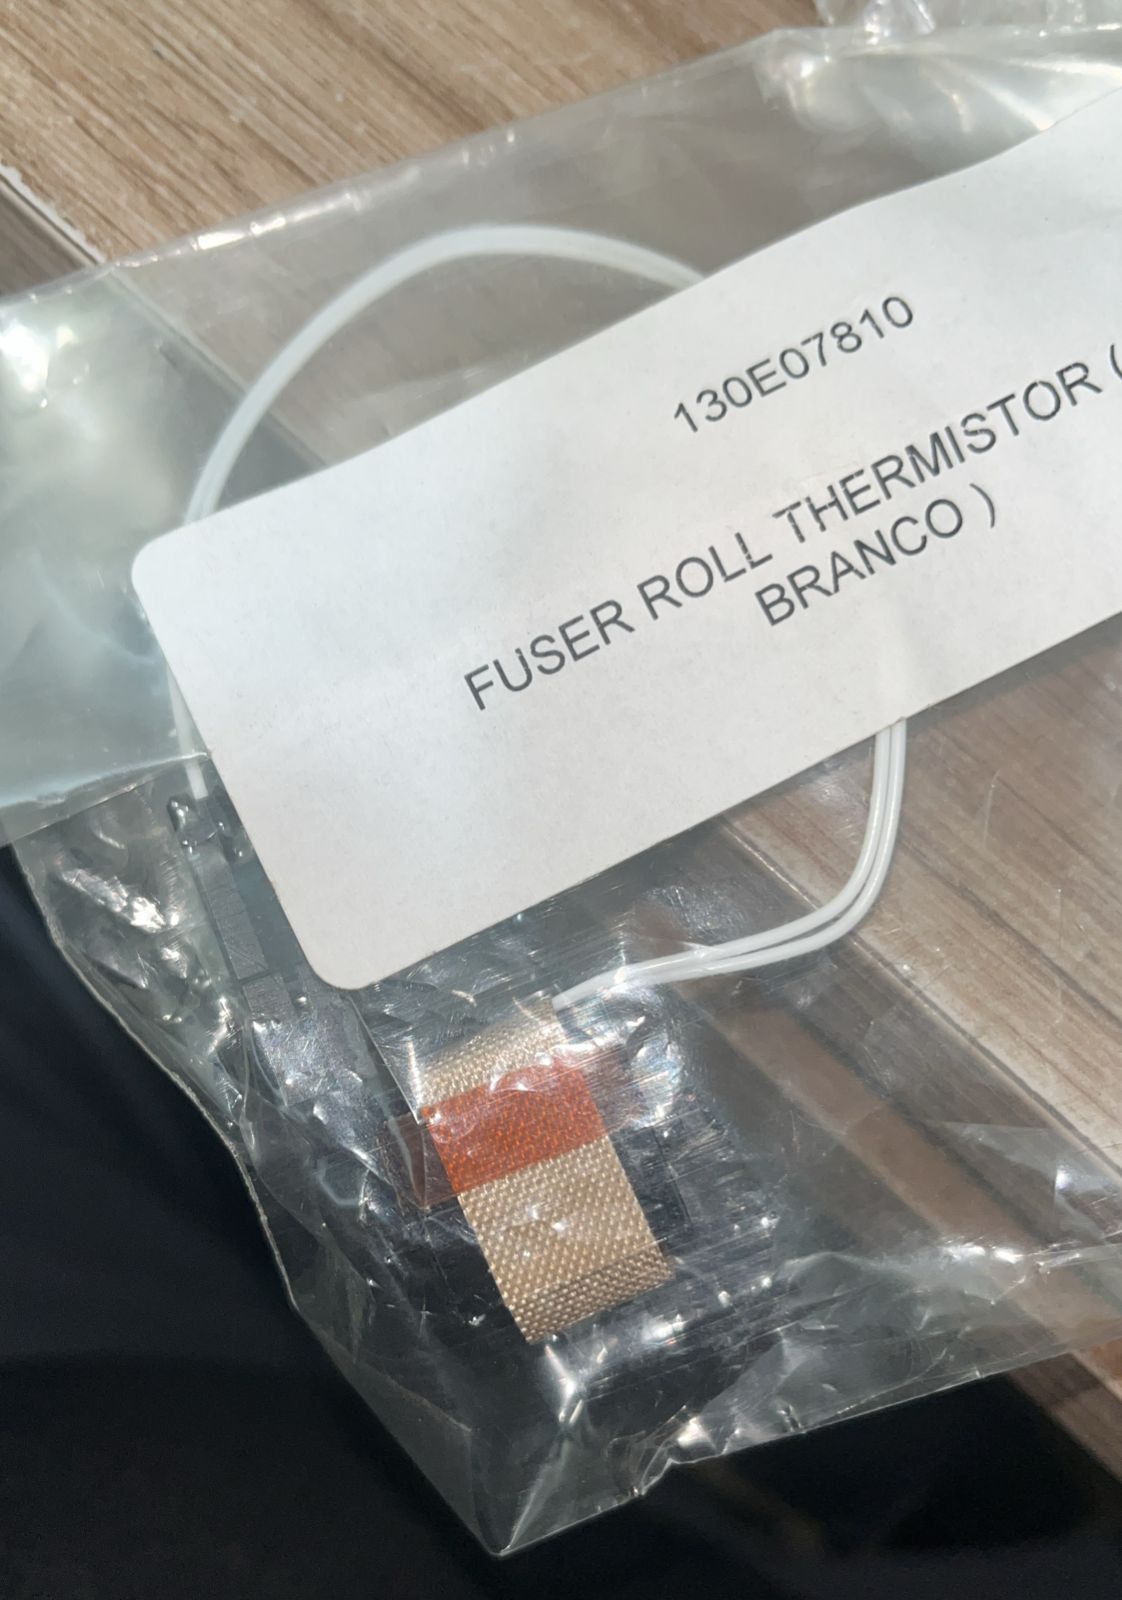 130E07810
FUSER ROLL THERMISTOR (
BRANCO )